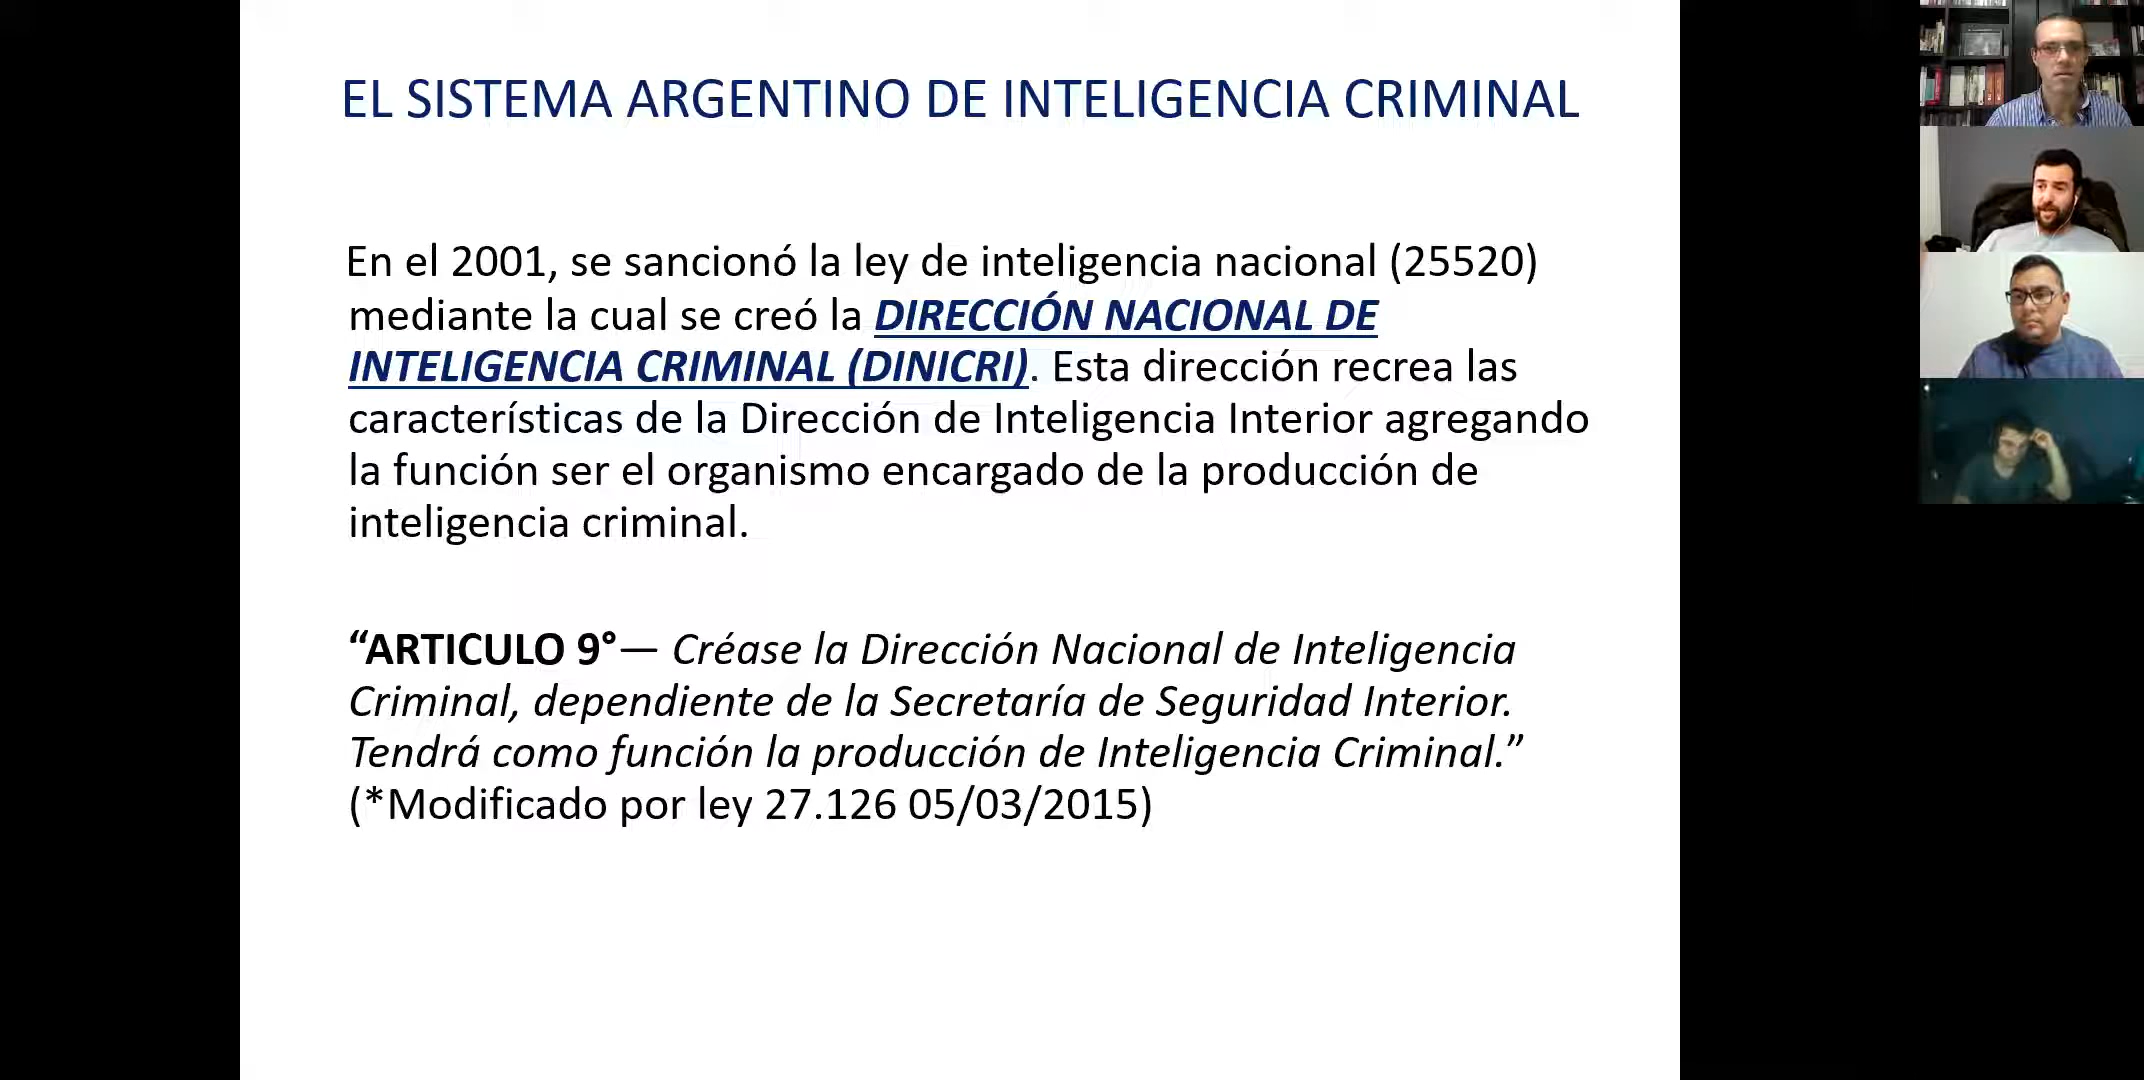 EL SISTEMA ARGENTINO DE INTELIGENCIA CRIMINAL
En el 2001, se sancionó la ley de inteligencia nacional (25520)
mediante la cual se creó la DIRECCIÓN NACIONAL DE
INTELIGENCIA CRIMINAL (DINICRI). Esta dirección recrea las
características de la Dirección de Inteligencia Interior agregando
la función ser el organismo encargado de la producción de
inteligencia criminal.
“ARTICULO 9°— Créase la Dirección Nacional de Inteligencia
Criminal, dependiente de la Secretaría de Seguridad Interior.
Tendrá como función la producción de Inteligencia Criminal.”
(*Modificado por ley 27.126 05/03/2015)